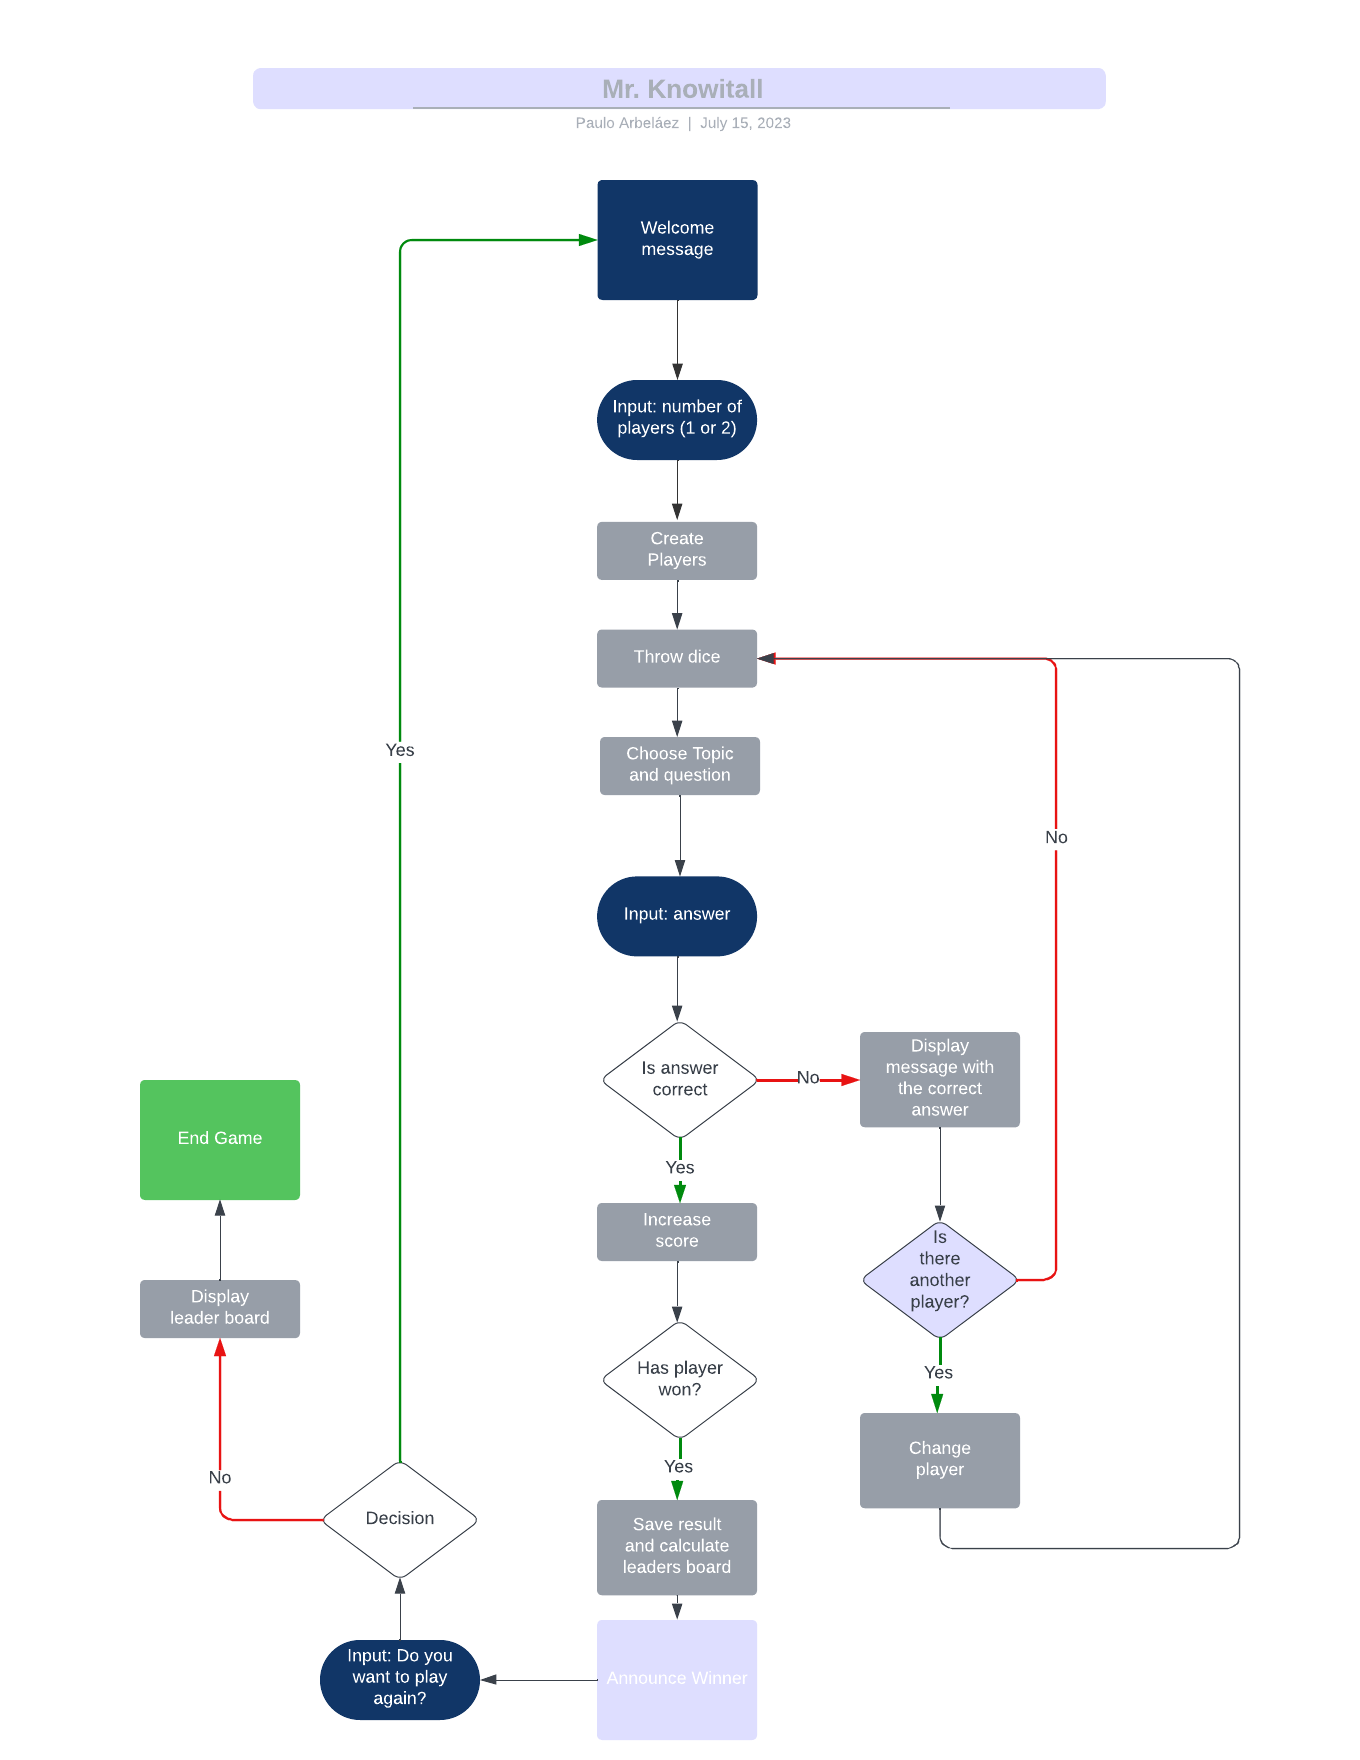 Mr. Knowitall
Paulo Arbeláez | July 15, 2023
Welcome
message
Input: number of
players (1 or 2)
Create
Players
Throw dice
Choose Topic
and question
Yes
No
Input: answer
Is answer
correct
No
Display
message with
the correct
answer
End Game
Yes
Increase
score
Is
there
another
player?
Display
leader board
Has player
won?
Yes
Change
player
Yes
No
Decision
Save result
and calculate
leaders board
Input: Do you
want to play
again?
Announce Winner